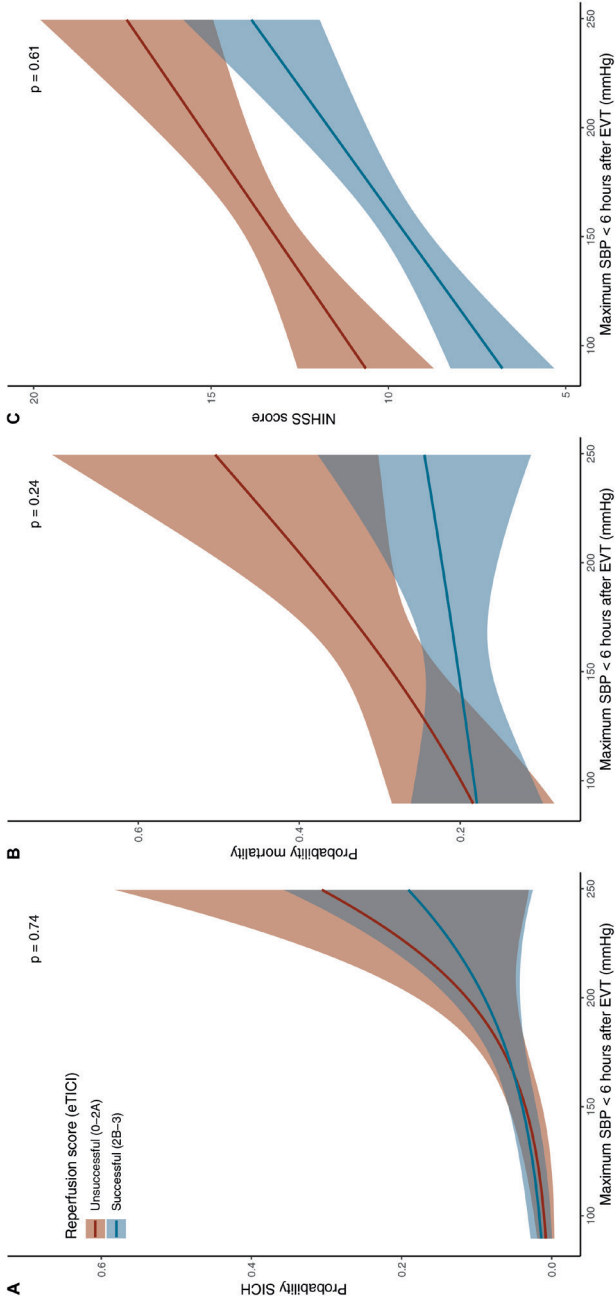 A
p = 0.74
Reperfusion score (eTICI)
Unsuccessful (0–2A)
Successful (2B–3)
Probability SICH
0.6
0.4
0.2
0.0
100
150
200
250
Maximum SBP < 6 hours after EVT (mmHg)
B
p = 0.24
Probability mortality
0.6
0.4
0.2
100
150
200
250
Maximum SBP < 6 hours after EVT (mmHg)
C
p = 0.61
NIHSS score
20
15
10
5
100
150
200
250
Maximum SBP < 6 hours after EVT (mmHg)